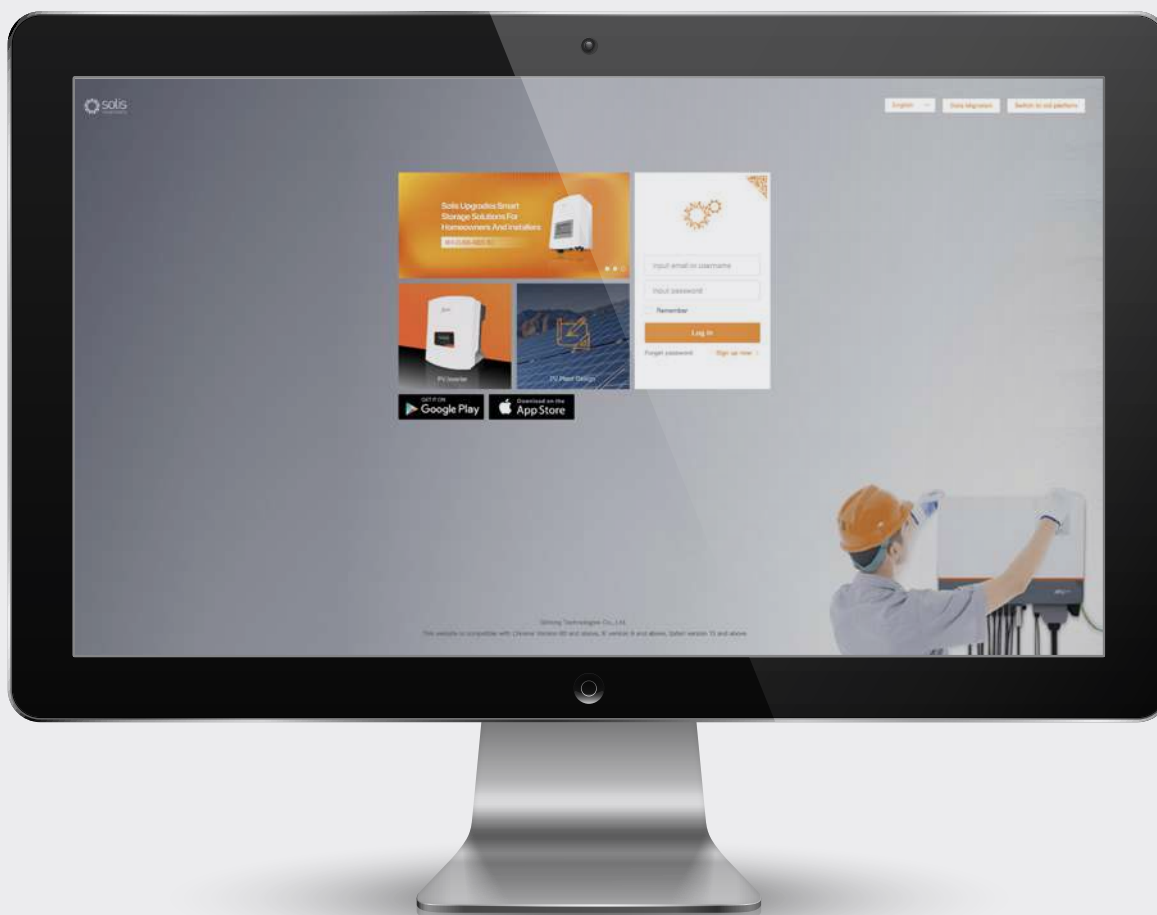 solis
English
Data Migration
Switch to old platform
Solis Upgrades Smart
Storage Solutions For
Homeowners And Installers
PV Inverter
PV Plant Design
Input email or username
Input password
Remember
Log in
Forget password
Sign up now
GET IT ON
Google Play
Download on the
App Store
Ginlong Technologies Co., Ltd.
This website is compatible with Chrome Version 60 and above, IE version 9 and above, Safari version 11 and above